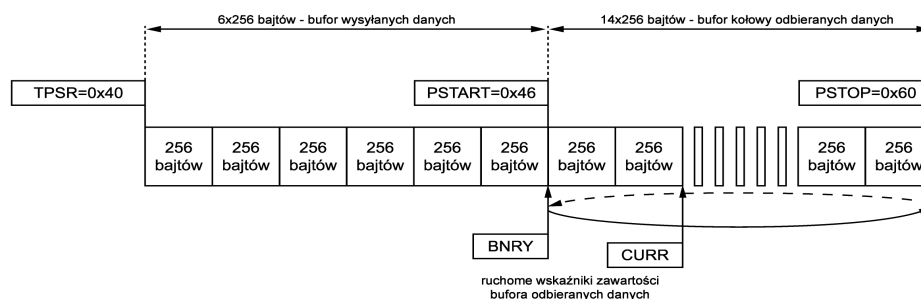 6x256 bajtów - bufor wysyłanych danych
14x256 bajtów - bufor kołowy odbieranych danych
TPSR=0x40
PSTART=0x46
PSTOP=0x60
256 bajtów
256 bajtów
256 bajtów
256 bajtów
256 bajtów
256 bajtów
256 bajtów
256 bajtów
256 bajtów
256 bajtów
BNRY
CURR
ruchome wskaźniki zawartości
bufora odbieranych danych